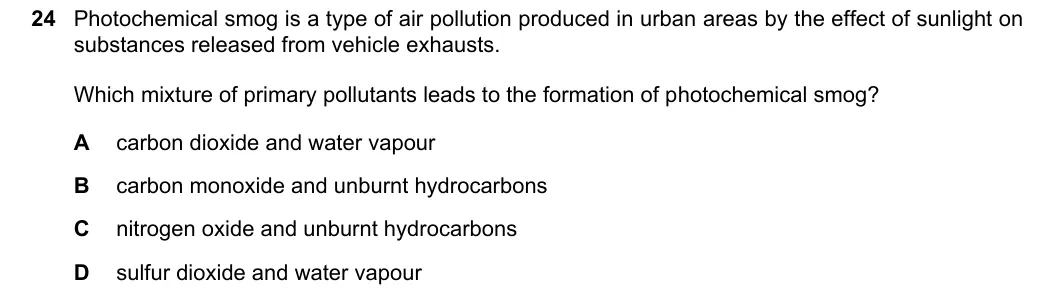 24 Photochemical smog is a type of air pollution produced in urban areas by the effect of sunlight on
substances released from vehicle exhausts.
Which mixture of primary pollutants leads to the formation of photochemical smog?
A carbon dioxide and water vapour
B carbon monoxide and unburnt hydrocarbons
C nitrogen oxide and unburnt hydrocarbons
D sulfur dioxide and water vapour